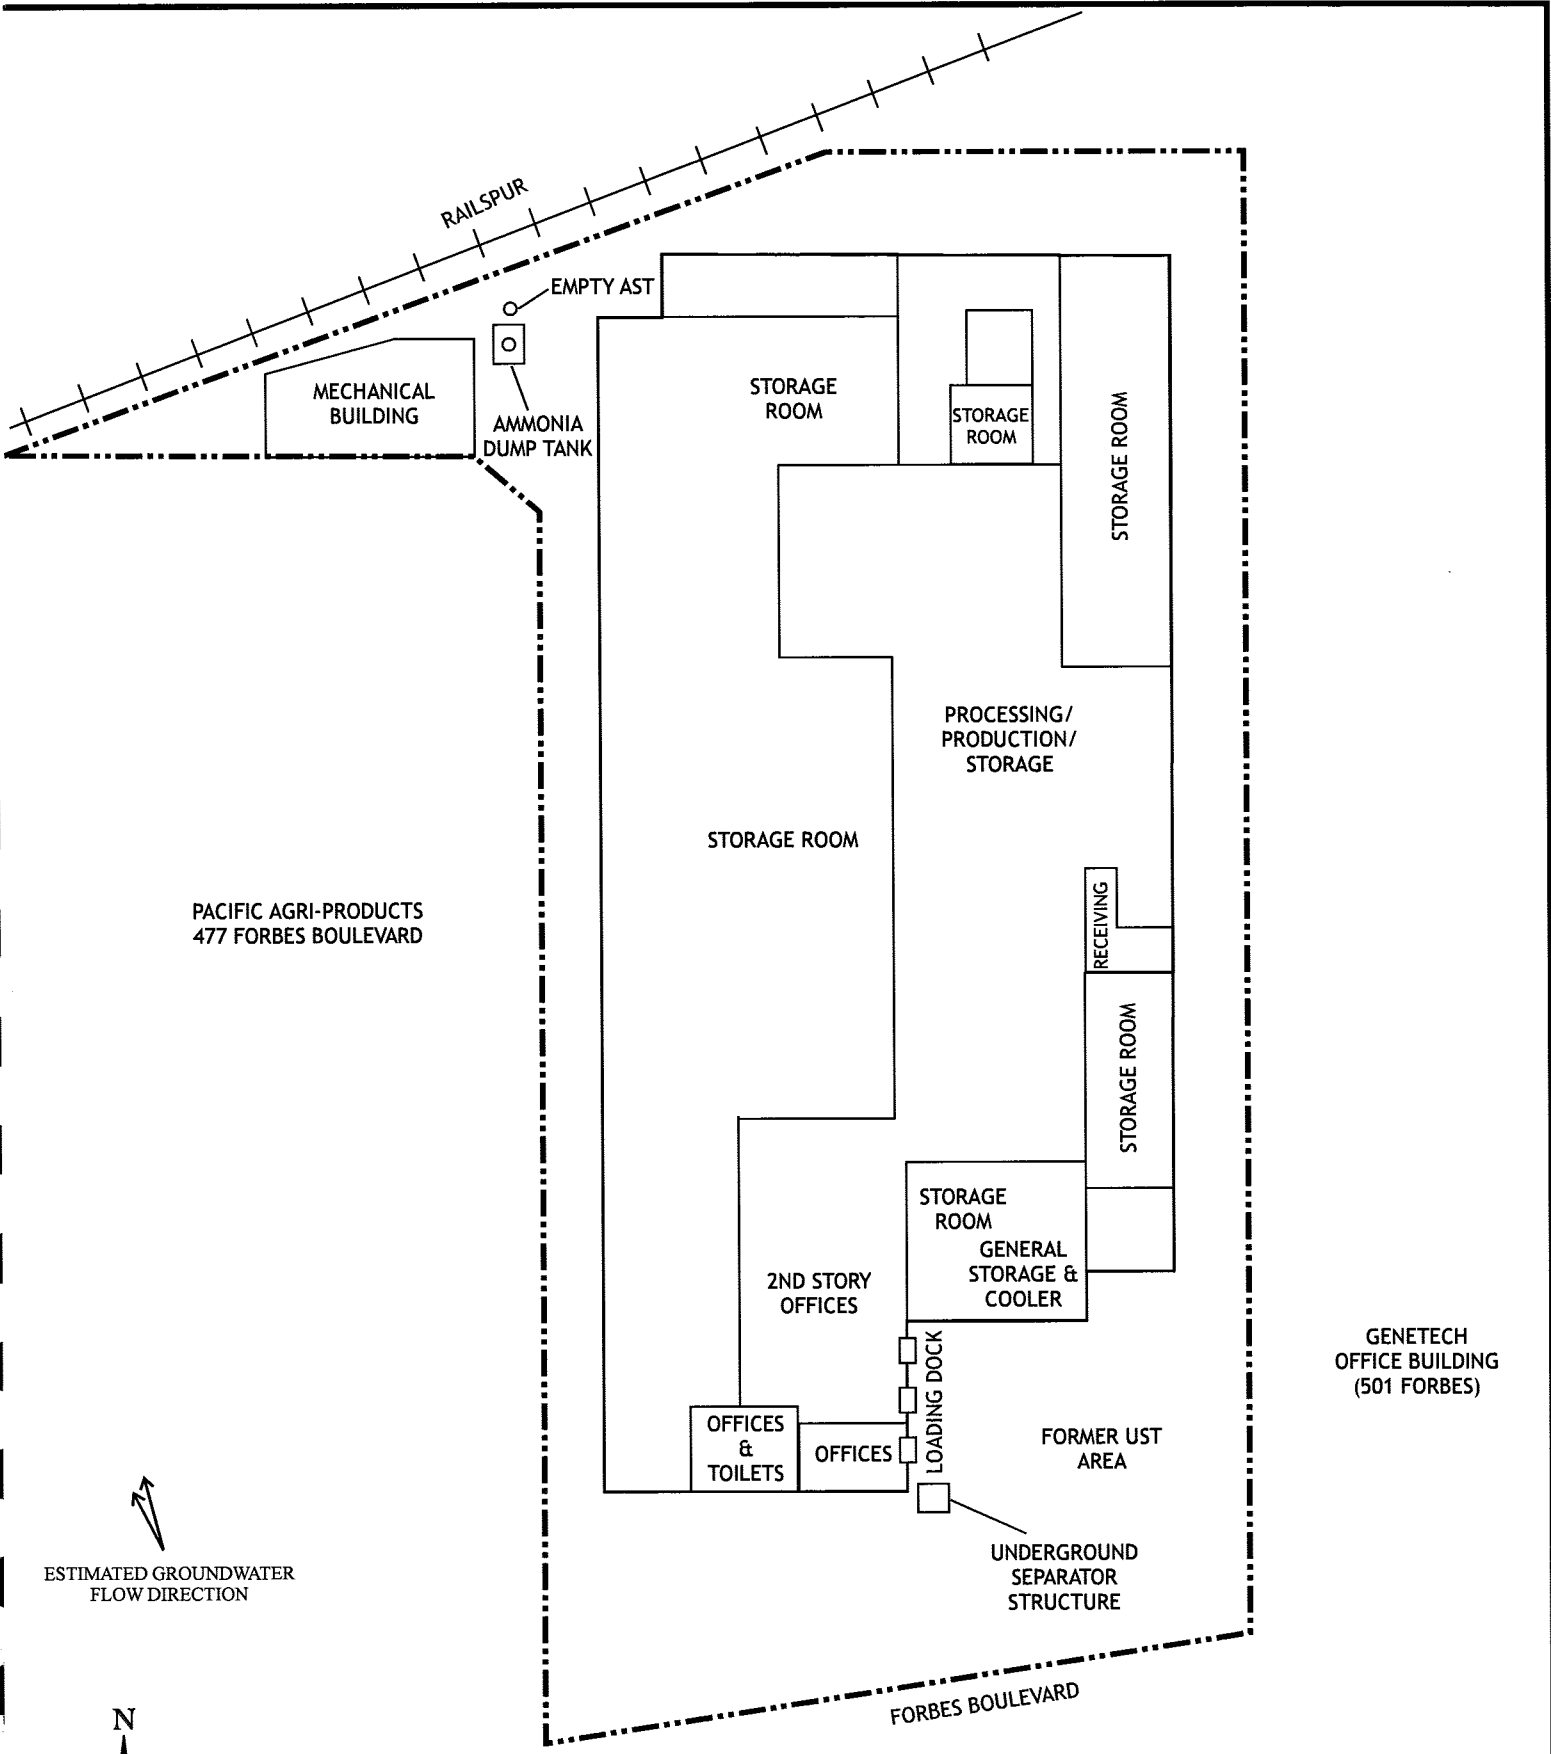 RAILSPUR
EMPTY AST
MECHANICAL
BUILDING
AMMONIA
DUMP TANK
STORAGE
ROOM
STORAGE
ROOM
STORAGE ROOM
PROCESSING/
PRODUCTION/
STORAGE
STORAGE ROOM
PACIFIC AGRI-PRODUCTS
477 FORBES BOULEVARD
RECEIVING
STORAGE ROOM
STORAGE
ROOM
GENERAL
STORAGE &
COOLER
2ND STORY
OFFICES
LOADING DOCK
GENETECH
OFFICE BUILDING
(501 FORBES)
OFFICES
&
TOILETS
OFFICES
FORMER UST
AREA
UNDERGROUND
SEPARATOR
STRUCTURE
ESTIMATED GROUNDWATER
FLOW DIRECTION
FORBES BOULEVARD
N